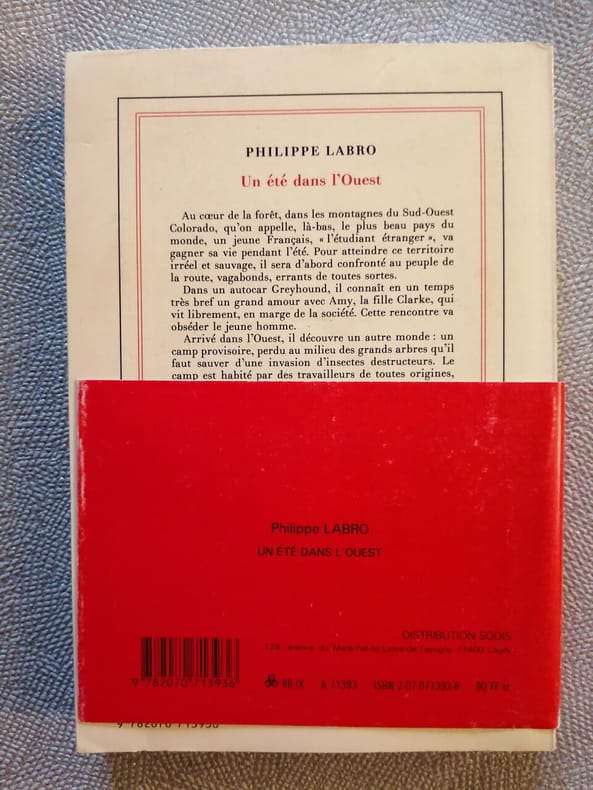 PHILIPPE LABRO
Un été dans l'Ouest
Au cœur de la forêt, dans les montagnes du Sud-Ouest
Colorado, qu'on appelle, là-bas, le plus beau pays du
monde, un jeune Français, « l'étudiant étranger », va
gagner sa vie pendant l'été. Pour atteindre ce territoire
irréel et sauvage, il sera d'abord confronté au peuple de
la route, vagabonds, errants de toutes sortes.
Dans un autocar Greyhound, il connaît en un temps
très bref un grand amour avec Amy, la fille Clarke, qui
vit librement, en marge de la société. Cette rencontre va
obséder le jeune homme.
Arrivé dans l'Ouest, il découvre un autre monde : un
camp provisoire, perdu au milieu des grands arbres qu'il
faut sauver d'une invasion d'insectes destructeurs. Le
camp est habité par des travailleurs de toutes origines,
Philippe LABRO
UN ÉTÉ DANS L'OUEST
DISTRIBUTION SODIS
128, avenue du Maréchal-de-Lattre-de-Tassigny 77400 Lagny
9 782070 713936
88-IX A 71393 ISBN 2-07-071393-8 90 FF tc
9 782070 713936